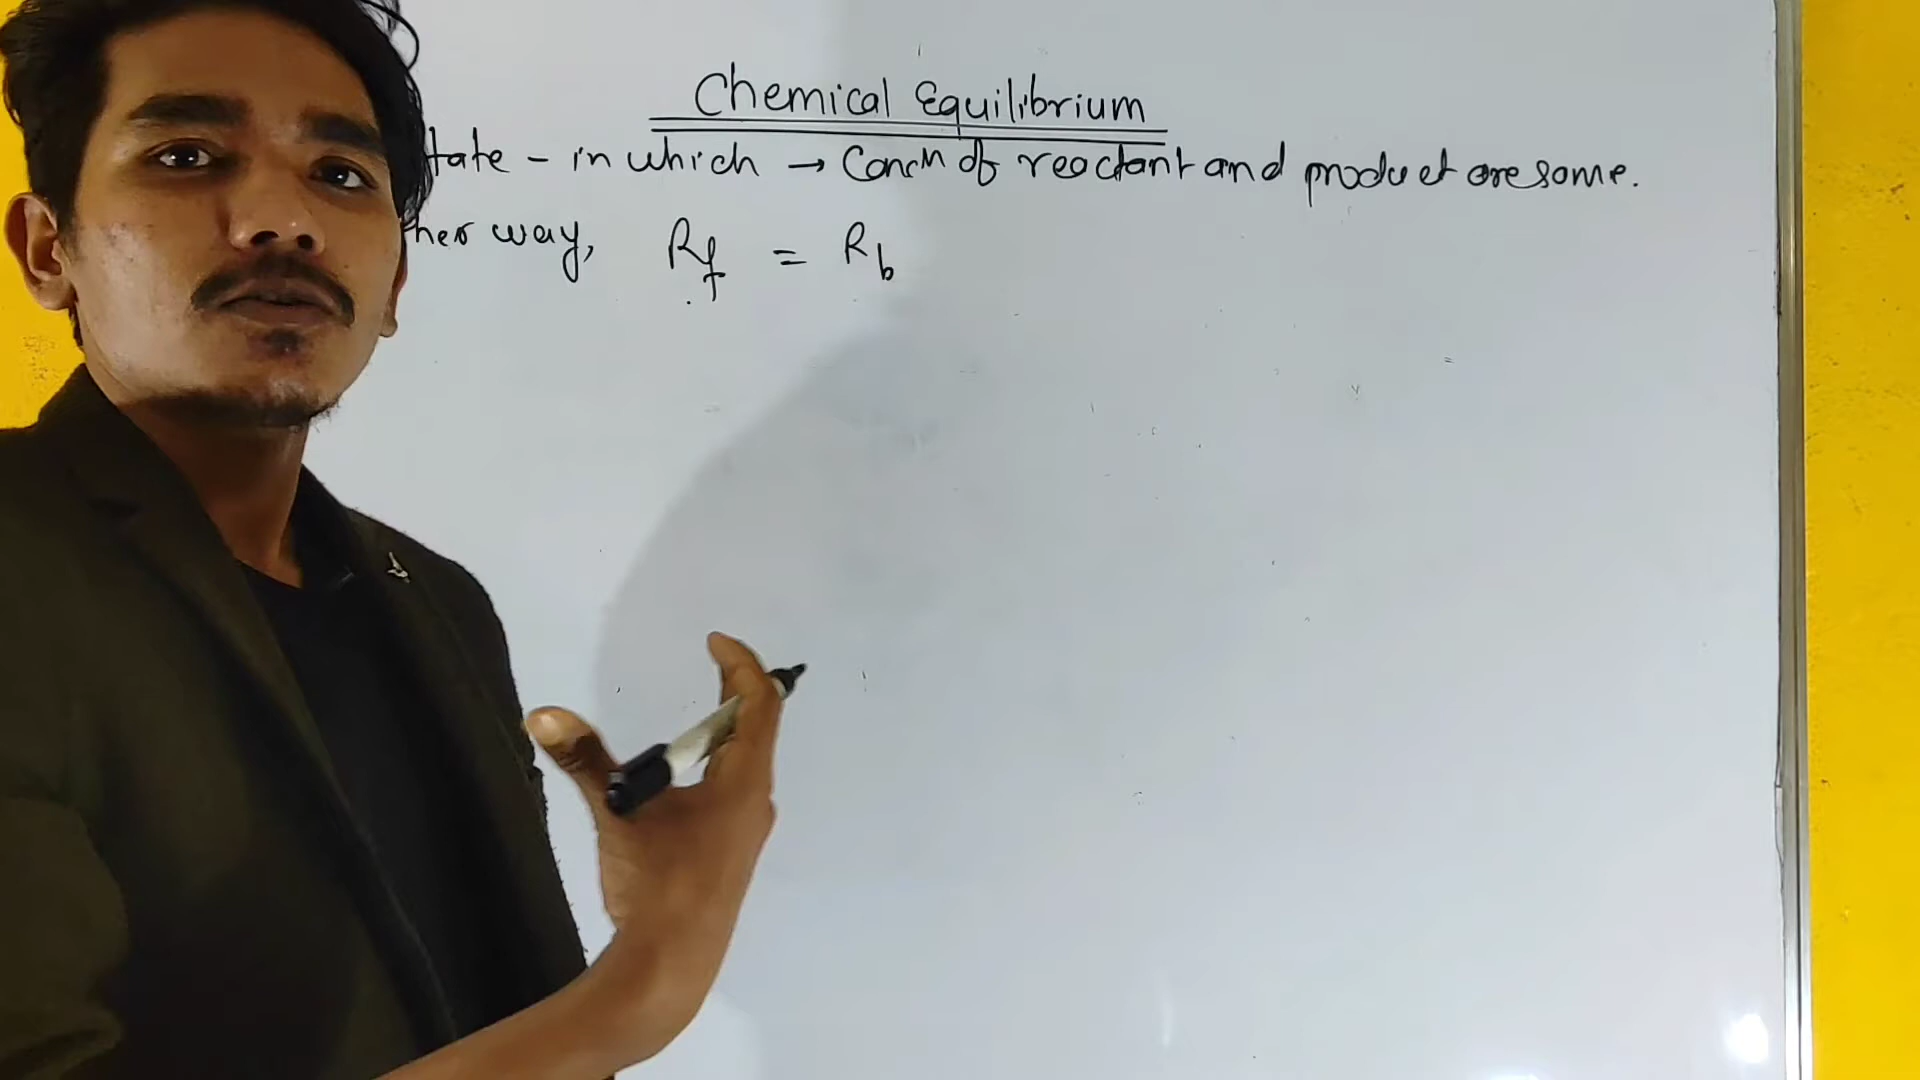 Chemical Equilibrium
tate - in which → Concn of reactant and product are same.
her way, Rf = Rb